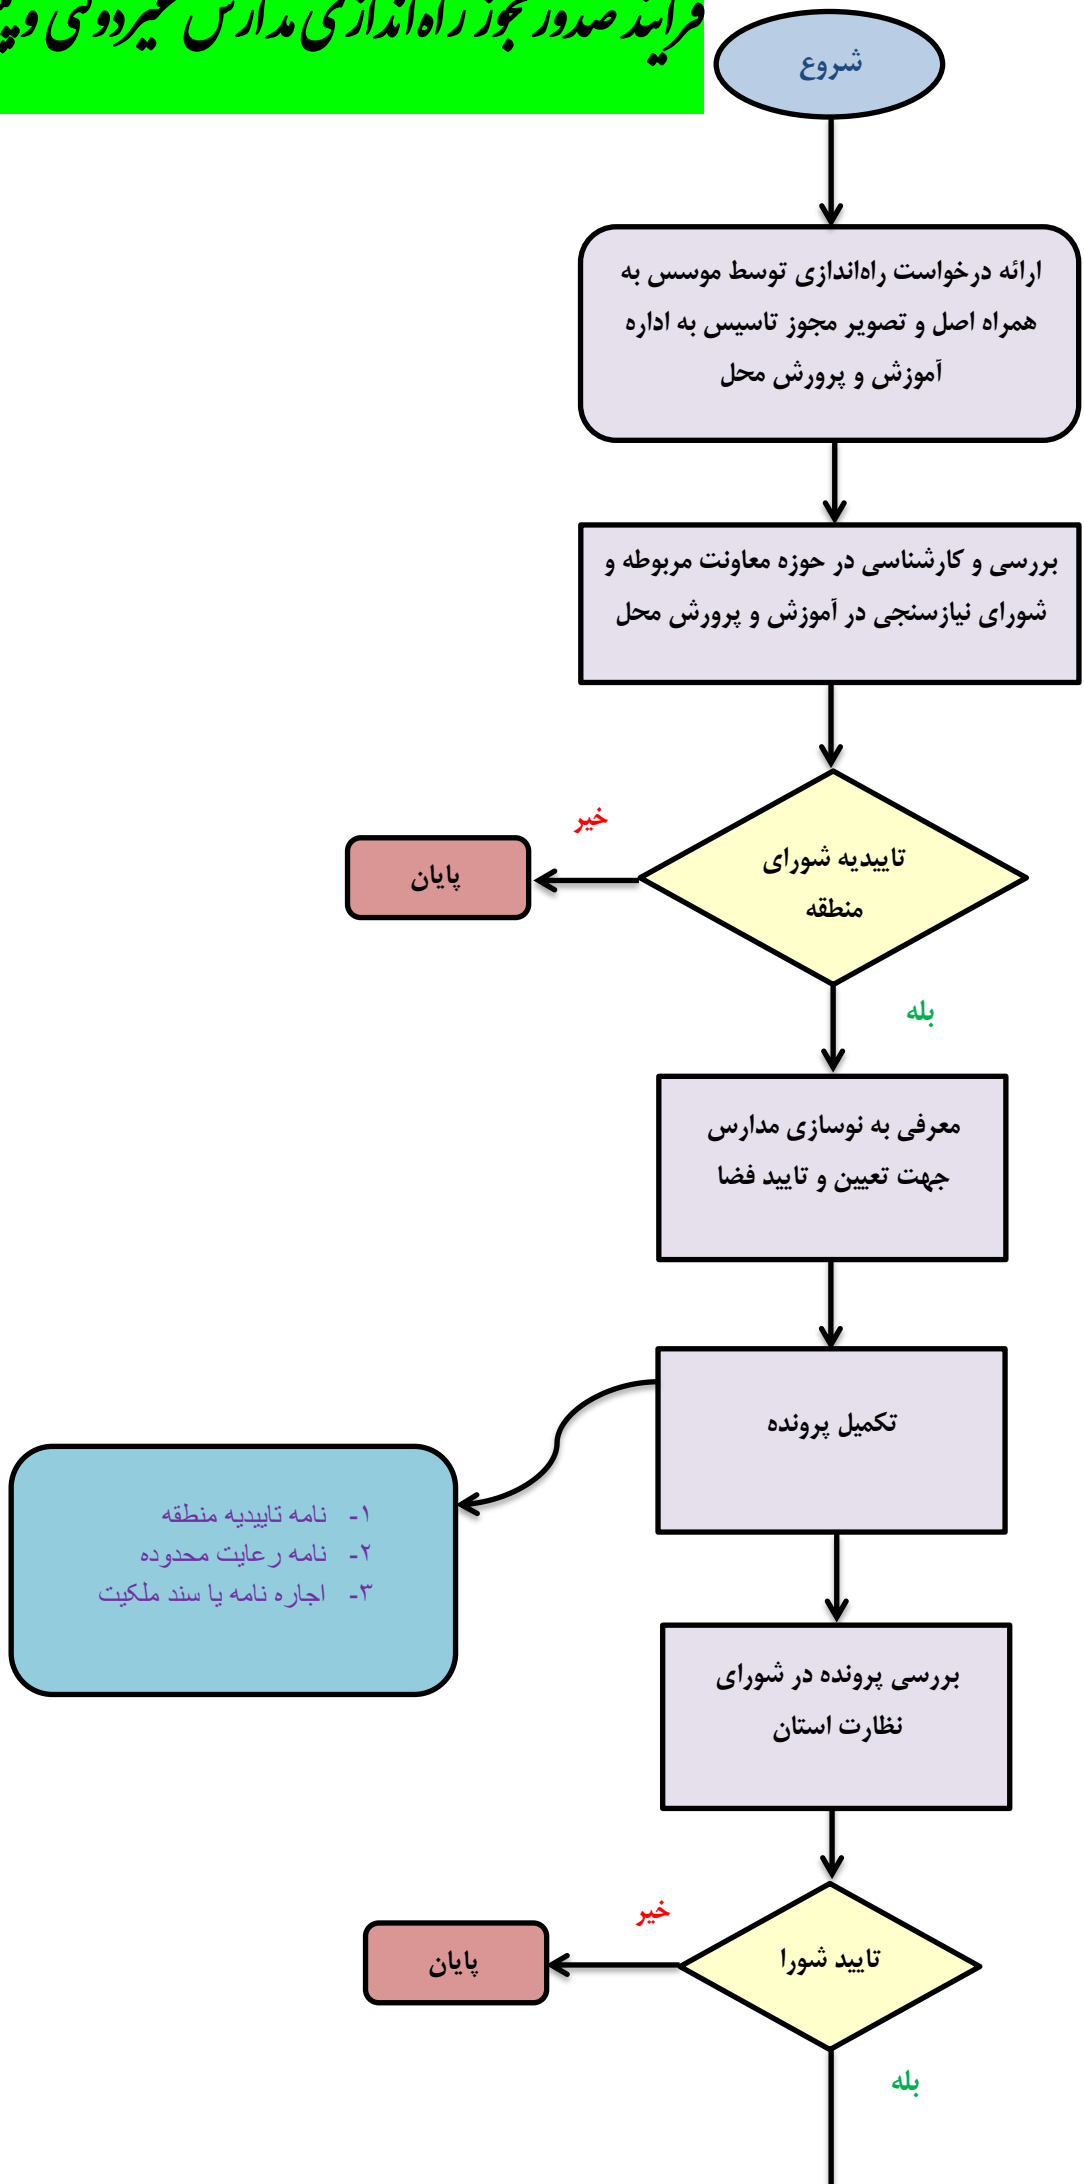 فرآیند صدور مجوز راه‌اندازی مدارس غیردولتی و
شروع
ارائه درخواست راه‌اندازی توسط موسس به
همراه اصل و تصویر مجوز تاسیس به اداره
آموزش و پرورش محل
بررسی و کارشناسی در حوزه معاونت مربوطه و
شورای نیازسنجی در آموزش و پرورش محل
تاییدیه شورای
منطقه
خیر
پایان
بله
معرفی به نوسازی مدارس
جهت تعیین و تایید فضا
تکمیل پرونده
۱- نامه تاییدیه منطقه
۲- نامه رعایت محدوده
۳- اجاره نامه یا سند ملکیت
بررسی پرونده در شورای
نظارت استان
تایید شورا
خیر
پایان
بله